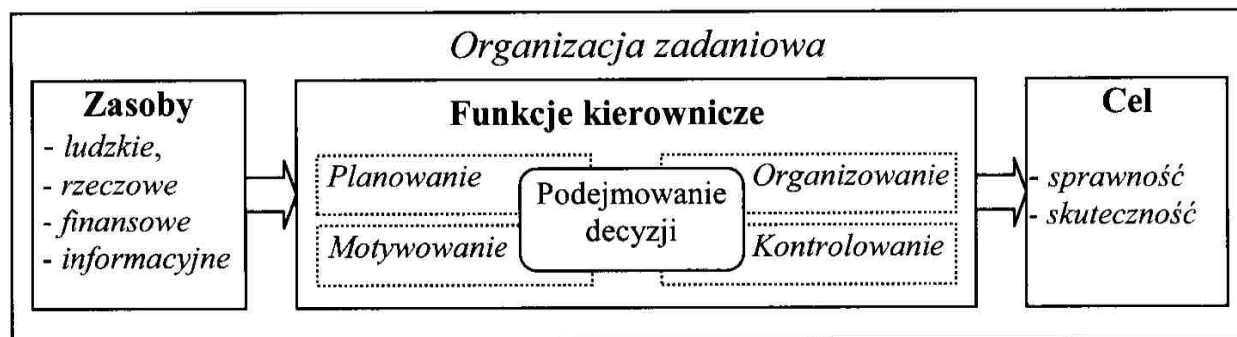 Organizacja zadaniowa
Zasoby
- ludzkie,
- rzeczowe
- finansowe
- informacyjne
Funkcje kierownicze
Planowanie
Organizowanie
Podejmowanie
decyzji
Motywowanie
Kontrolowanie
Cel
- sprawność
- skuteczność